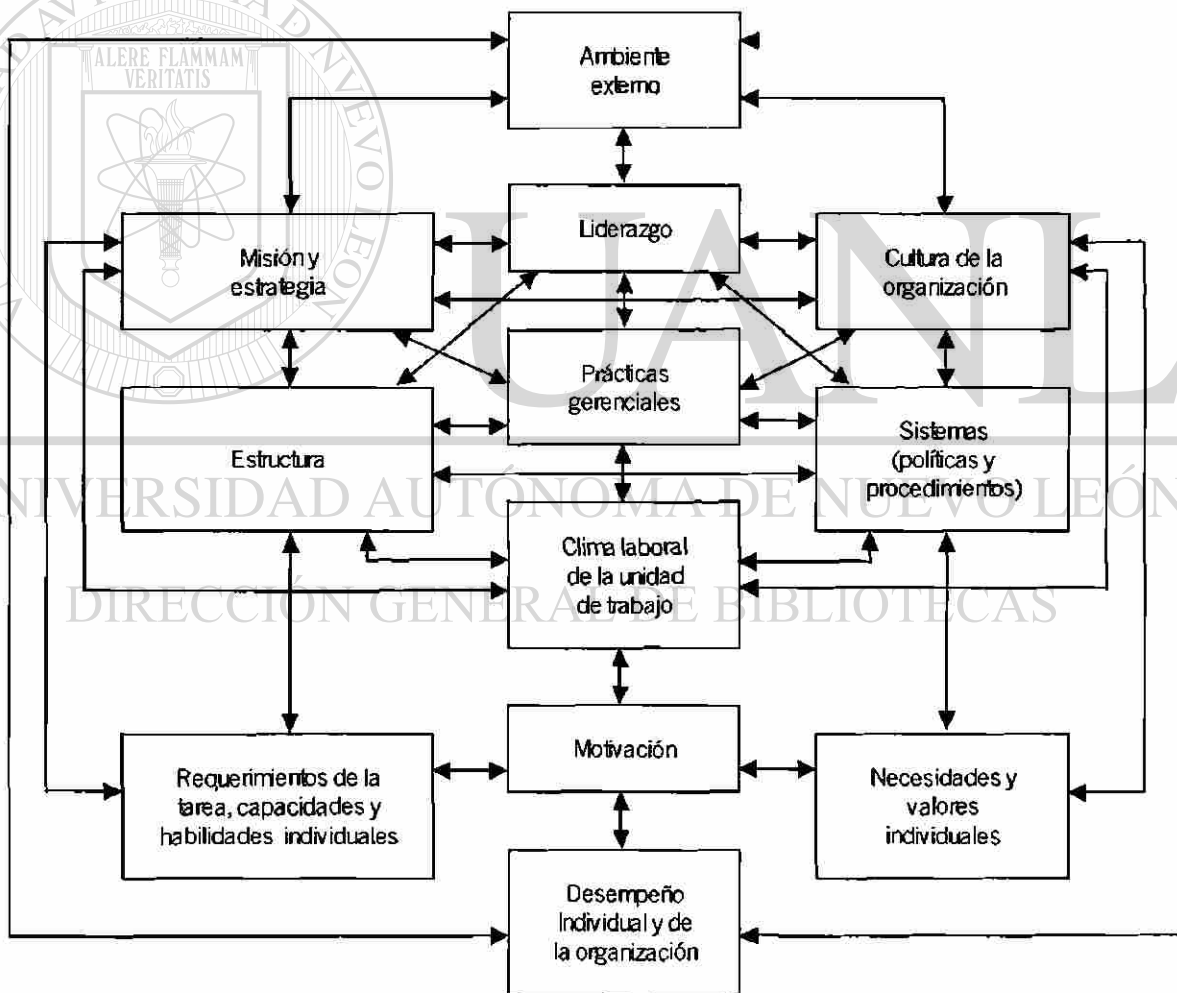 ALERE FLAMMAM
VERITATIS
Ambiente
externo
Liderazgo
Misión y
estrategia
Cultura de la
organización
UANL
Prácticas
gerenciales
Estructura
Sistemas
(políticas y
procedimientos)
UNIVERSIDAD AUTÓNOMA DE NUEVO LEÓN
Clima laboral
de la unidad
de trabajo
DIRECCIÓN GENERAL DE BIBLIOTECAS
Motivación
Requerimientos de la
tarea, capacidades y
habilidades individuales
Necesidades y
valores
individuales
Desempeño
Individual y de
la organización